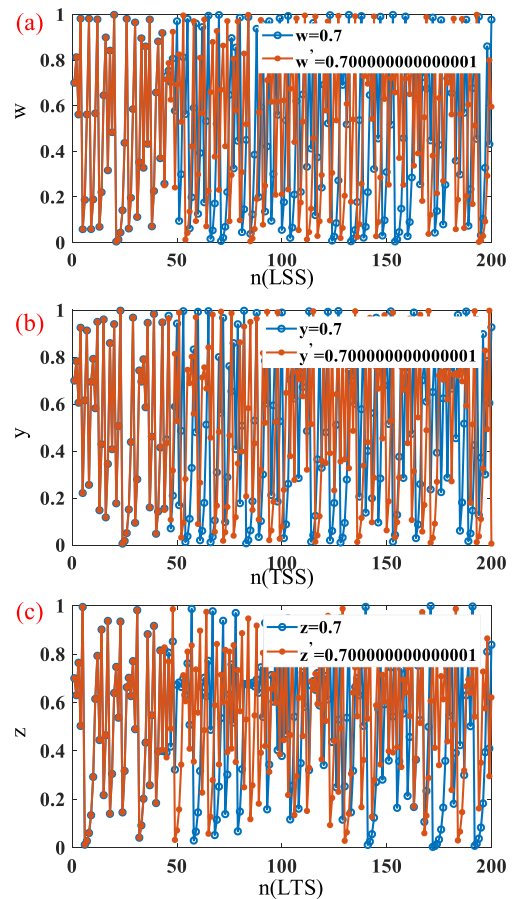 (a)
1
0.8
0.6
0.4
0.2
0
w
w=0.7
w'=0.700000000000001
0 50 100 150 200
n(LSS)
(b)
1
0.8
0.6
0.4
0.2
0
y
y=0.7
y'=0.700000000000001
0 50 100 150 200
n(TSS)
(c)
1
0.8
0.6
0.4
0.2
0
z
z=0.7
z'=0.700000000000001
0 50 100 150 200
n(LTS)